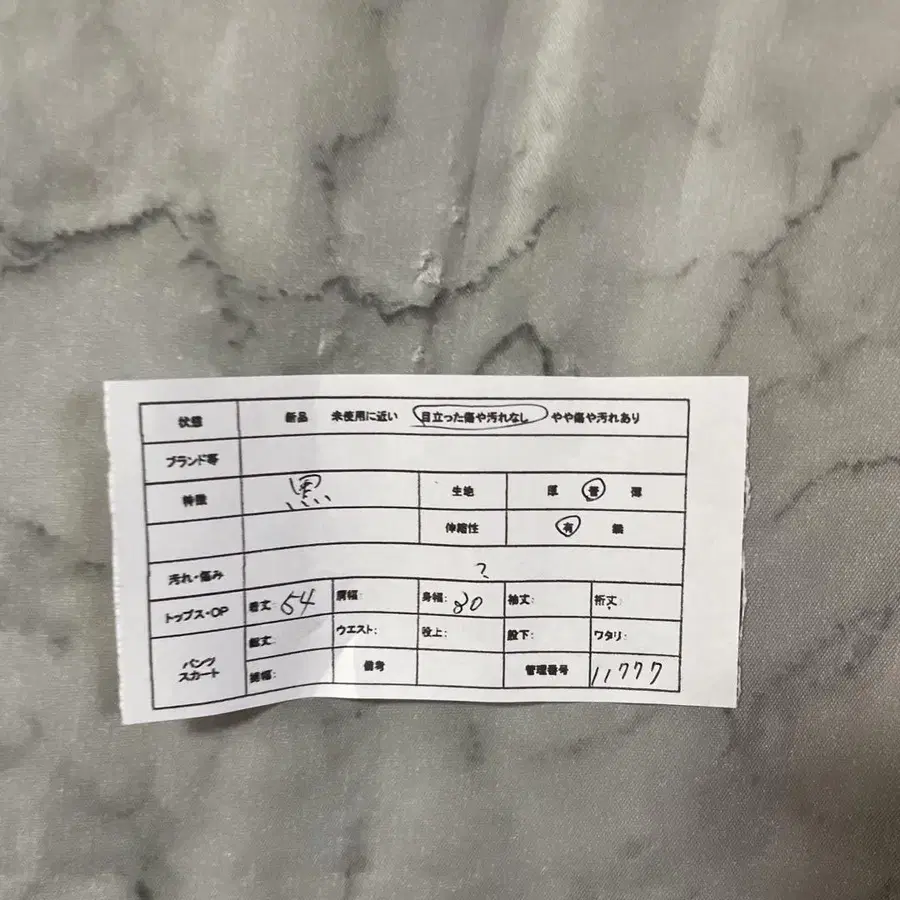 状態 新品 未使用に近い 目立った傷や汚れなし やや傷や汚れあり
ブランド等
特徴 黒 生地 厚 普 薄
伸縮性 有 無
汚れ・傷み ?
トップス・OP 着丈: 54 肩幅: 身幅: 30 袖丈: 裄丈:
パンツ スカート 総丈: ウエスト: 股上: 股下: ワタリ:
裾幅: 備考 管理番号 11777